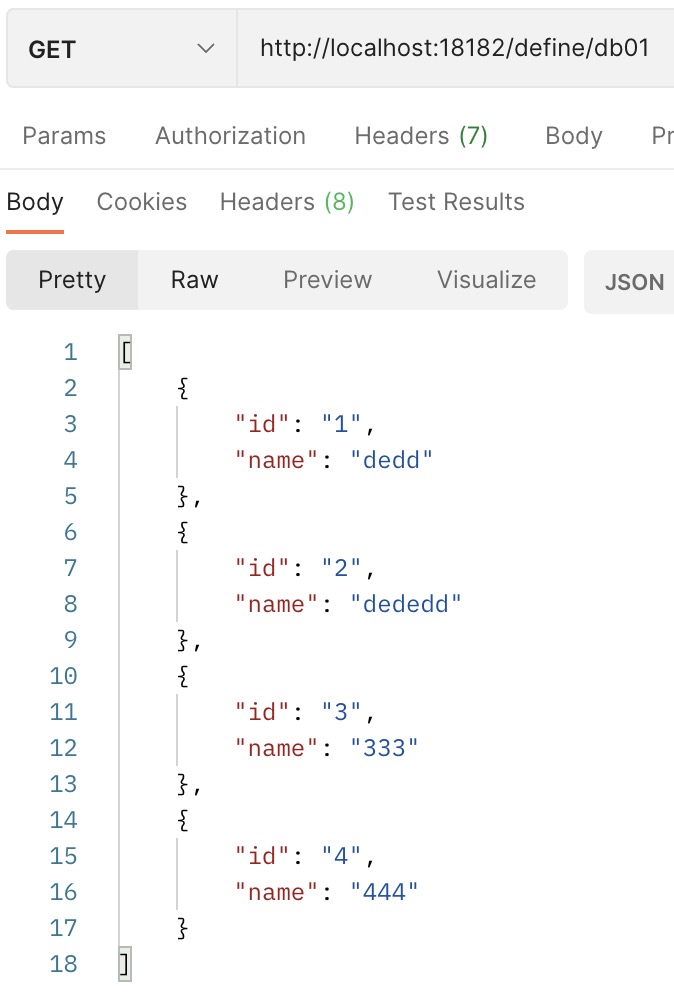 GET http://localhost:18182/define/db01
Params Authorization Headers (7) Body Pr
Body Cookies Headers (8) Test Results
Pretty Raw Preview Visualize JSON
1 [
2 {
3 "id": "1",
4 "name": "dedd"
5 },
6 {
7 "id": "2",
8 "name": "dededd"
9 },
10 {
11 "id": "3",
12 "name": "333"
13 },
14 {
15 "id": "4",
16 "name": "444"
17 }
18 ]